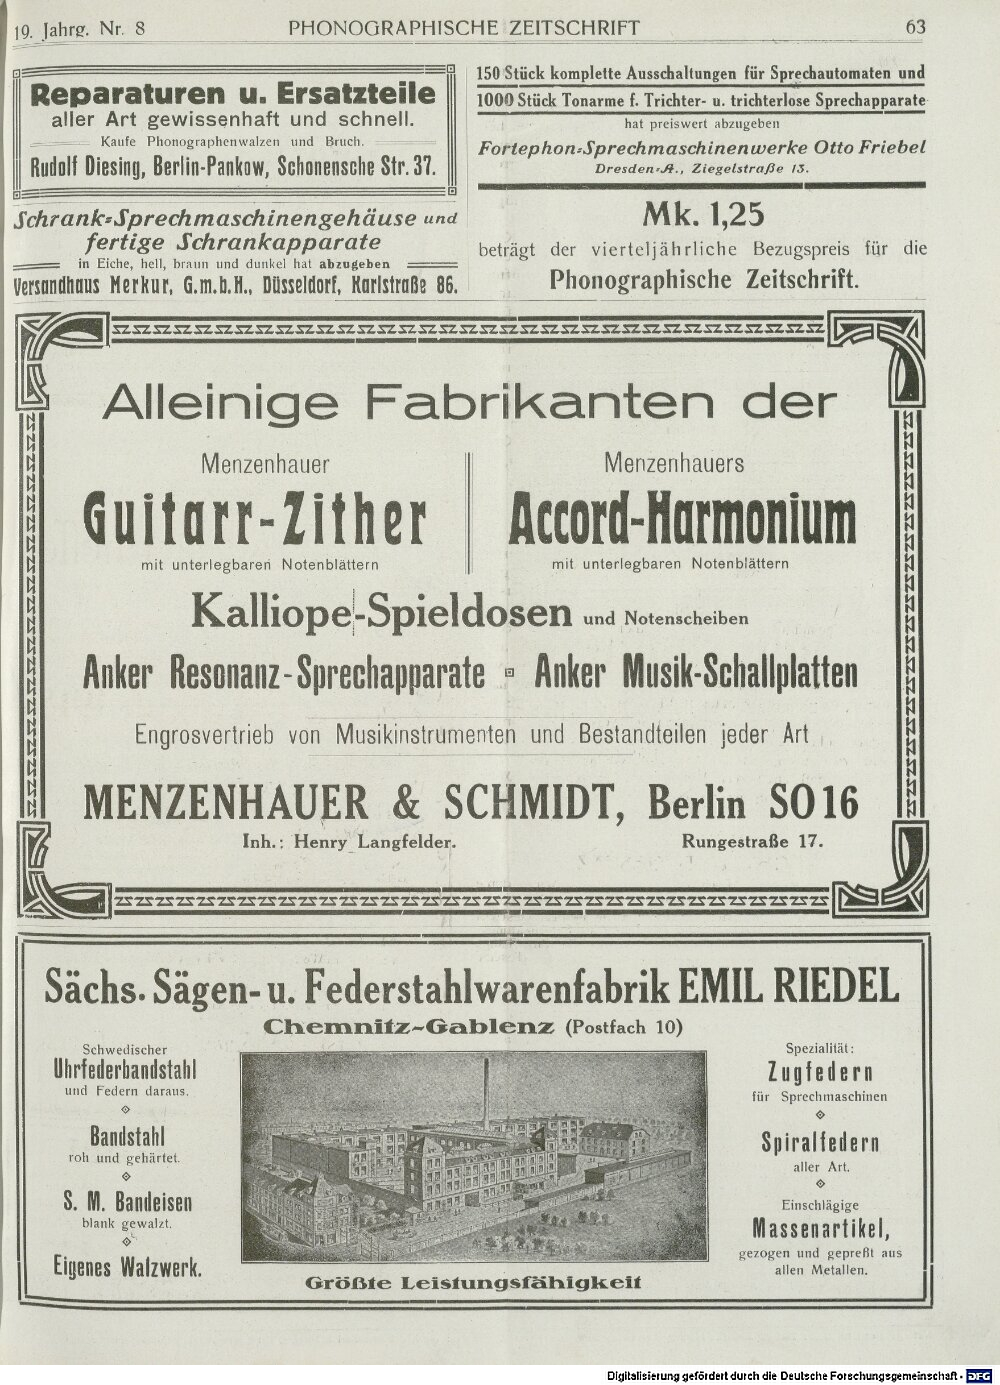 19. Jahrg. Nr. 8
PHONOGRAPHISCHE ZEITSCHRIFT
63
Reparaturen u. Ersatzteile
aller Art gewissenhaft und schnell.
Kaufe Phonographenwalzen und Bruch.
Rudolf Diesing, Berlin-Pankow, Schonensche Str. 37.
Schrank-Sprechmaschinengehäuse und
fertige Schrankapparate
in Eiche, hell, braun und dunkel hat abzugeben
Versandhaus Merkur, G.m.b.H., Düsseldorf, Karlstraße 86.
150 Stück komplette Ausschaltungen für Sprechautomaten und
1000 Stück Tonarme f. Trichter- u. trichterlose Sprechapparate
hat preiswert abzugeben
Fortephon-Sprechmaschinenwerke Otto Friebel
Dresden-A., Ziegelstraße 13.
Mk. 1,25
beträgt der vierteljährliche Bezugspreis für die
Phonographische Zeitschrift.
Alleinige Fabrikanten der
Menzenhauer
Guitarr-Zither
mit unterlegbaren Notenblättern
Menzenhauers
Accord-Harmonium
mit unterlegbaren Notenblättern
Kalliope-Spieldosen und Notenscheiben
Anker Resonanz-Sprechapparate Anker Musik-Schallplatten
Engrosvertrieb von Musikinstrumenten und Bestandteilen jeder Art
MENZENHAUER & SCHMIDT, Berlin SO 16
Inh.: Henry Langfelder. Rungestraße 17.
Sächs. Sägen- u. Federstahlwarenfabrik EMIL RIEDEL
Chemnitz-Gablenz (Postfach 10)
Schwedischer
Uhrfederbandstahl
und Federn daraus.
Bandstahl
roh und gehärtet.
S. M. Bandeisen
blank gewalzt.
Eigenes Walzwerk.
Größte Leistungsfähigkeit
Spezialität:
Zugfedern
für Sprechmaschinen
Spiralfedern
aller Art.
Einschlägige
Massenartikel,
gezogen und gepreßt aus
allen Metallen.
Digitalisierung gefördert durch die Deutsche Forschungsgemeinschaft - DFG